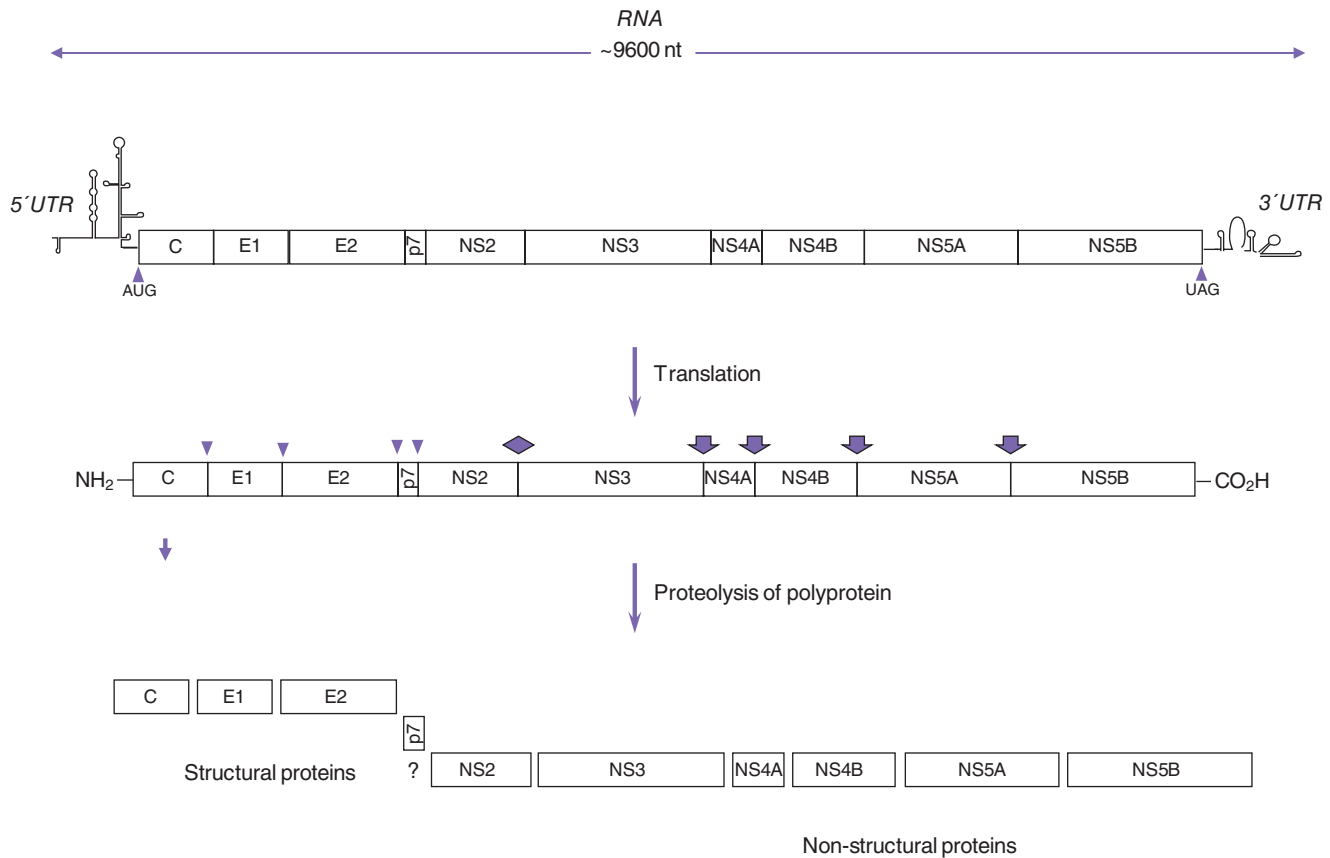 RNA
~9600 nt
5´UTR
3´UTR
C E1 E2 p7 NS2 NS3 NS4A NS4B NS5A NS5B
AUG UAG
Translation
NH2 C E1 E2 p7 NS2 NS3 NS4A NS4B NS5A NS5B CO2H
Proteolysis of polyprotein
C E1 E2
p7
Structural proteins ? NS2 NS3 NS4A NS4B NS5A NS5B
Non-structural proteins